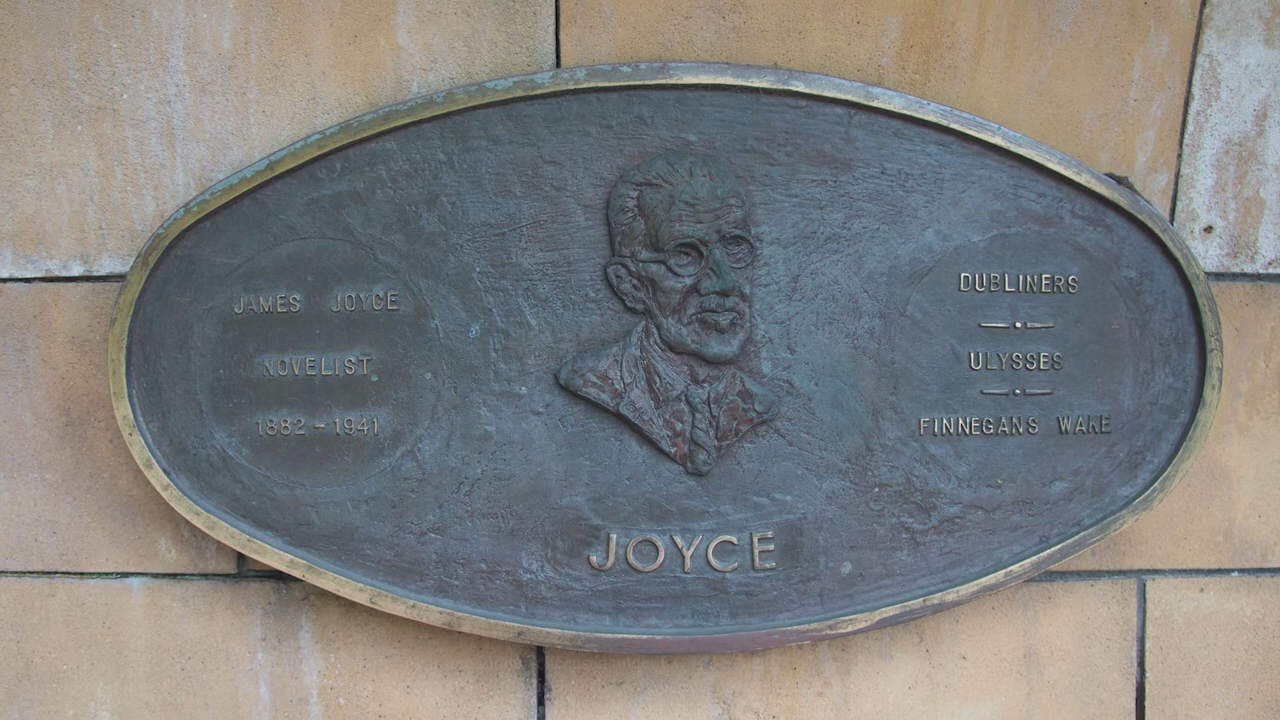 JAMES JOYCE
NOVELIST
1882 - 1941
DUBLINERS
ULYSSES
FINNEGANS WAKE
JOYCE